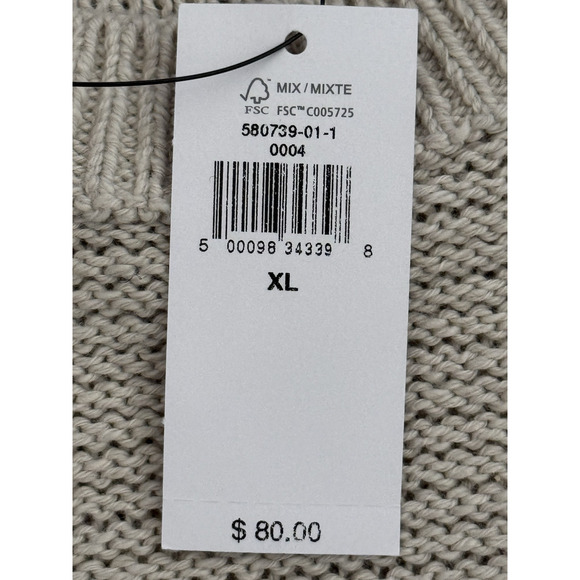 MIX / MIXTE
FSC FSC™ C005725
580739-01-1
0004
5 00098 34339 8
XL
$ 80.00